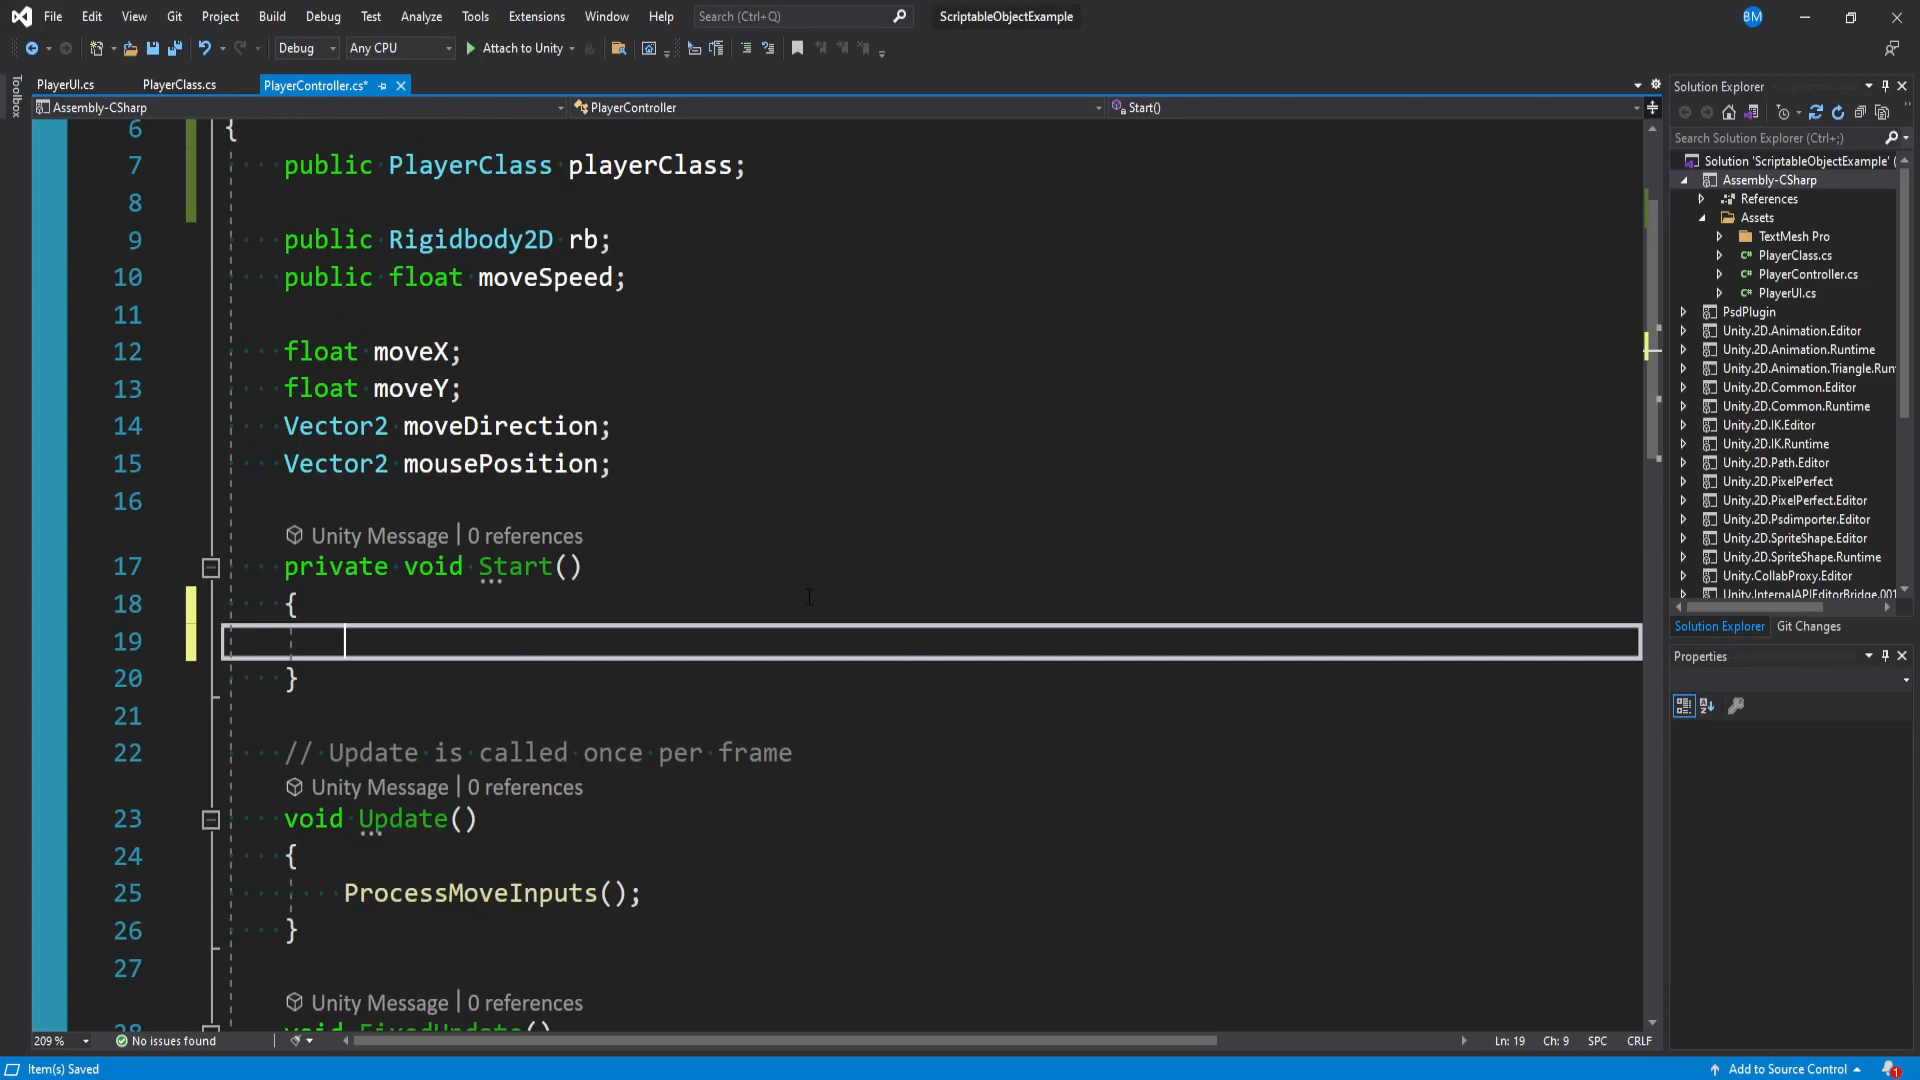 File Edit View Git Project Build Debug Test Analyze Tools Extensions Window Help Search (Ctrl+Q) ScriptableObjectExample BM
Debug Any CPU Attach to Unity
Toolbox
PlayerUI.cs PlayerClass.cs PlayerController.cs*
Assembly-CSharp PlayerController Start()
6 {
7 public PlayerClass playerClass;
8
9 public Rigidbody2D rb;
10 public float moveSpeed;
11
12 float moveX;
13 float moveY;
14 Vector2 moveDirection;
15 Vector2 mousePosition;
16
Unity Message | 0 references
17 private void Start()
18 {
19
20 }
21
22 // Update is called once per frame
Unity Message | 0 references
23 void Update()
24 {
25 ProcessMoveInputs();
26 }
27
Unity Message | 0 references
28 void FixedUpdate()
209 % No issues found Ln: 19 Ch: 9 SPC CRLF
Solution Explorer
Search Solution Explorer (Ctrl+;)
Solution 'ScriptableObjectExample' (
Assembly-CSharp
References
Assets
TextMesh Pro
C# PlayerClass.cs
C# PlayerController.cs
C# PlayerUI.cs
PsdPlugin
Unity.2D.Animation.Editor
Unity.2D.Animation.Runtime
Unity.2D.Animation.Triangle.Run
Unity.2D.Common.Editor
Unity.2D.Common.Runtime
Unity.2D.IK.Editor
Unity.2D.IK.Runtime
Unity.2D.Path.Editor
Unity.2D.PixelPerfect
Unity.2D.PixelPerfect.Editor
Unity.2D.Psdimporter.Editor
Unity.2D.SpriteShape.Editor
Unity.2D.SpriteShape.Runtime
Unity.CollabProxy.Editor
Unity.InternalAPIEditorBridge.001
Solution Explorer Git Changes
Properties
Item(s) Saved Add to Source Control 1